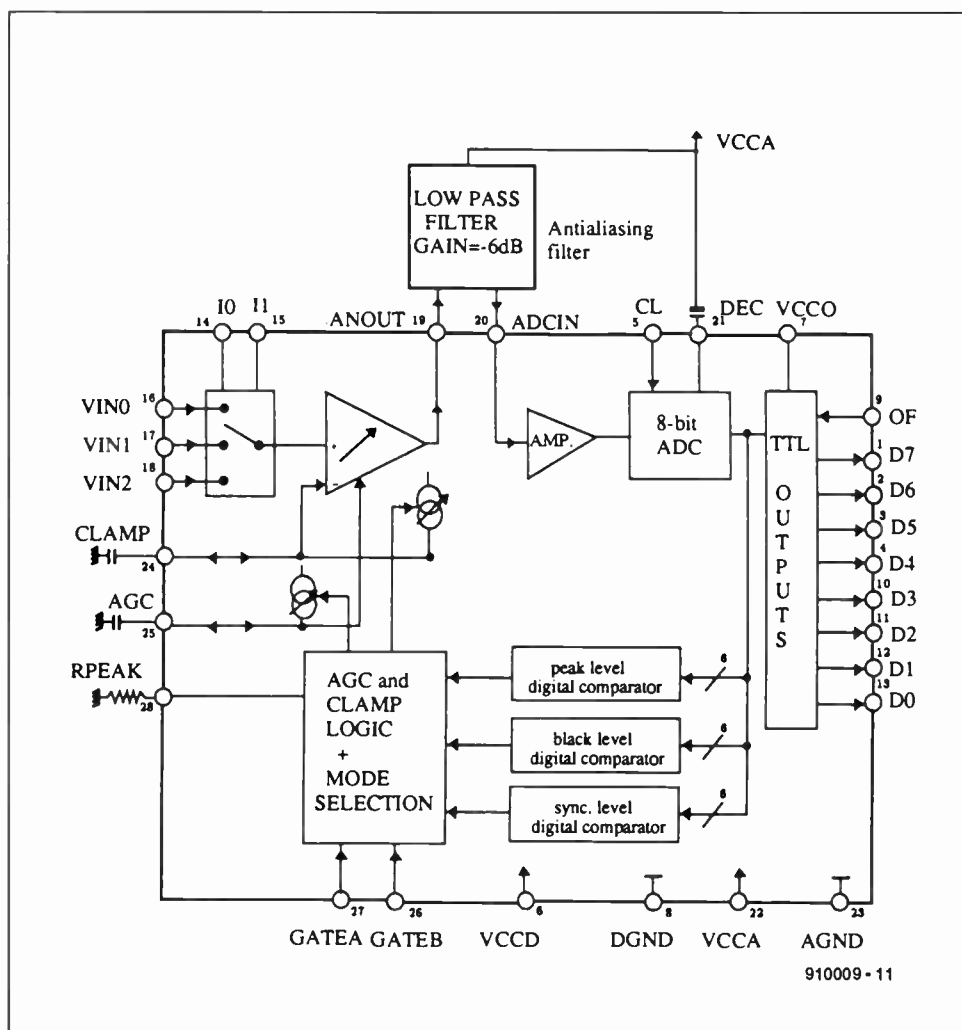 VCCA
LOW PASS
FILTER
GAIN=-6dB
Antialiasing
filter
I0
I1
14
15
ANOUT
19
20
ADCIN
CL
5
DEC
21
VCCO
7
VIN0
16
VIN1
17
VIN2
18
+
-
AMP.
8-bit
ADC
TTL
OUTPUTS
9
OF
1
D7
2
D6
3
D5
4
D4
10
D3
11
D2
12
D1
13
D0
CLAMP
24
AGC
25
RPEAK
28
AGC and
CLAMP
LOGIC
+
MODE
SELECTION
peak level
digital comparator
6
black level
digital comparator
6
sync. level
digital comparator
6
27
26
6
8
22
23
GATEA
GATEB
VCCD
DGND
VCCA
AGND
910009 - 11